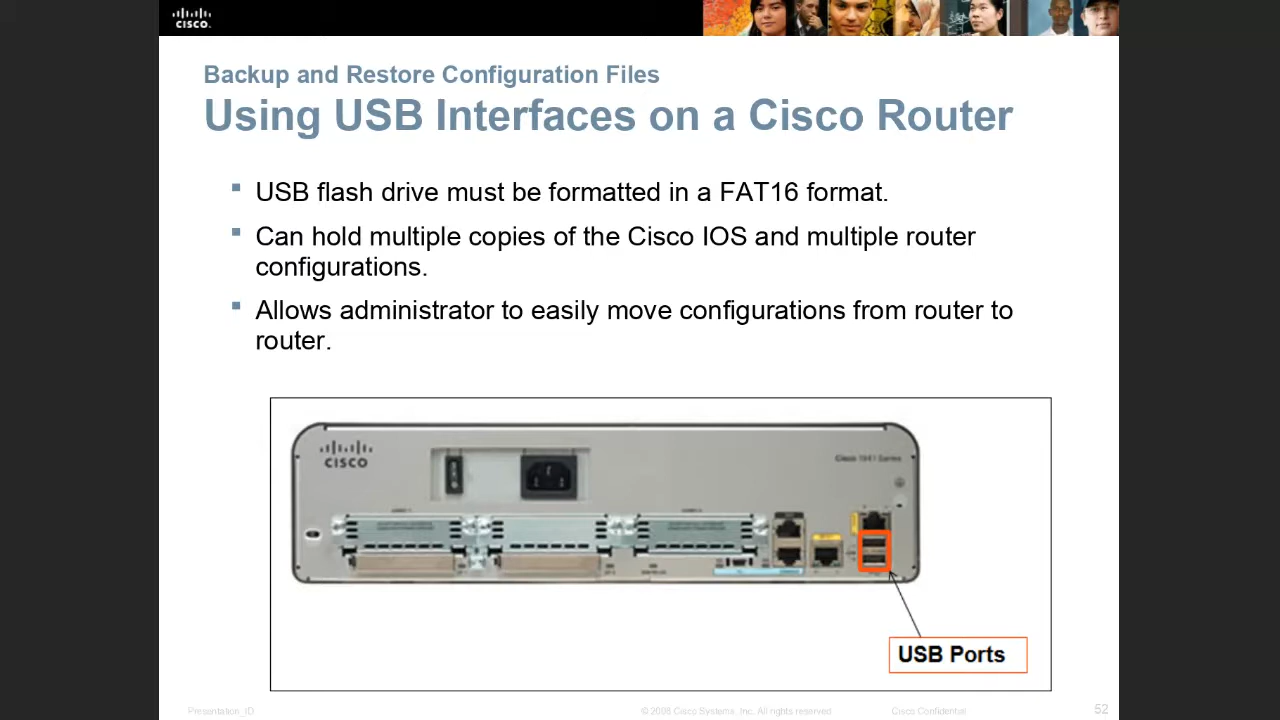 CISCO.
Backup and Restore Configuration Files
Using USB Interfaces on a Cisco Router
USB flash drive must be formatted in a FAT16 format.
Can hold multiple copies of the Cisco IOS and multiple router
configurations.
Allows administrator to easily move configurations from router to
router.
CISCO
Cisco 1941 Series
USB Ports
Presentation_ID
© 2008 Cisco Systems, Inc. All rights reserved.
Cisco Confidential
52